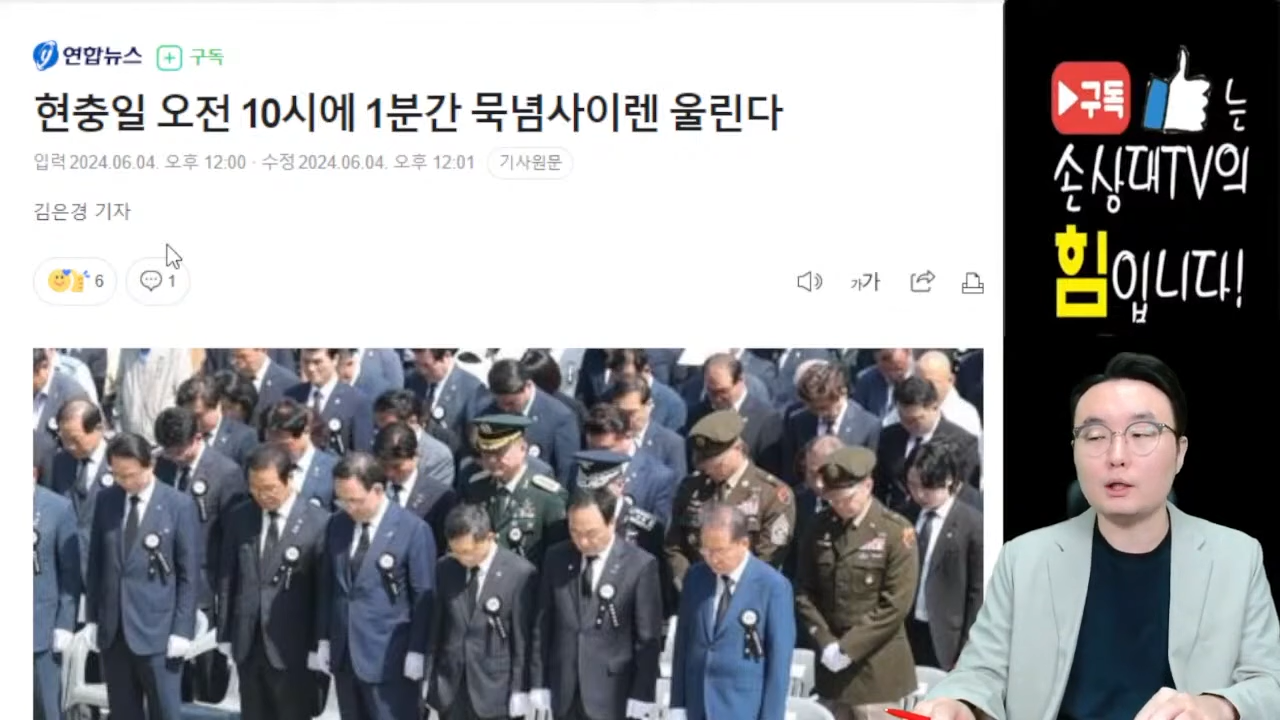 연합뉴스 구독
현충일 오전 10시에 1분간 묵념사이렌 울린다
입력 2024.06.04. 오후 12:00 · 수정 2024.06.04. 오후 12:01 기사원문
김은경 기자
6 1
가가
구독 는
손상대TV의
힘입니다!